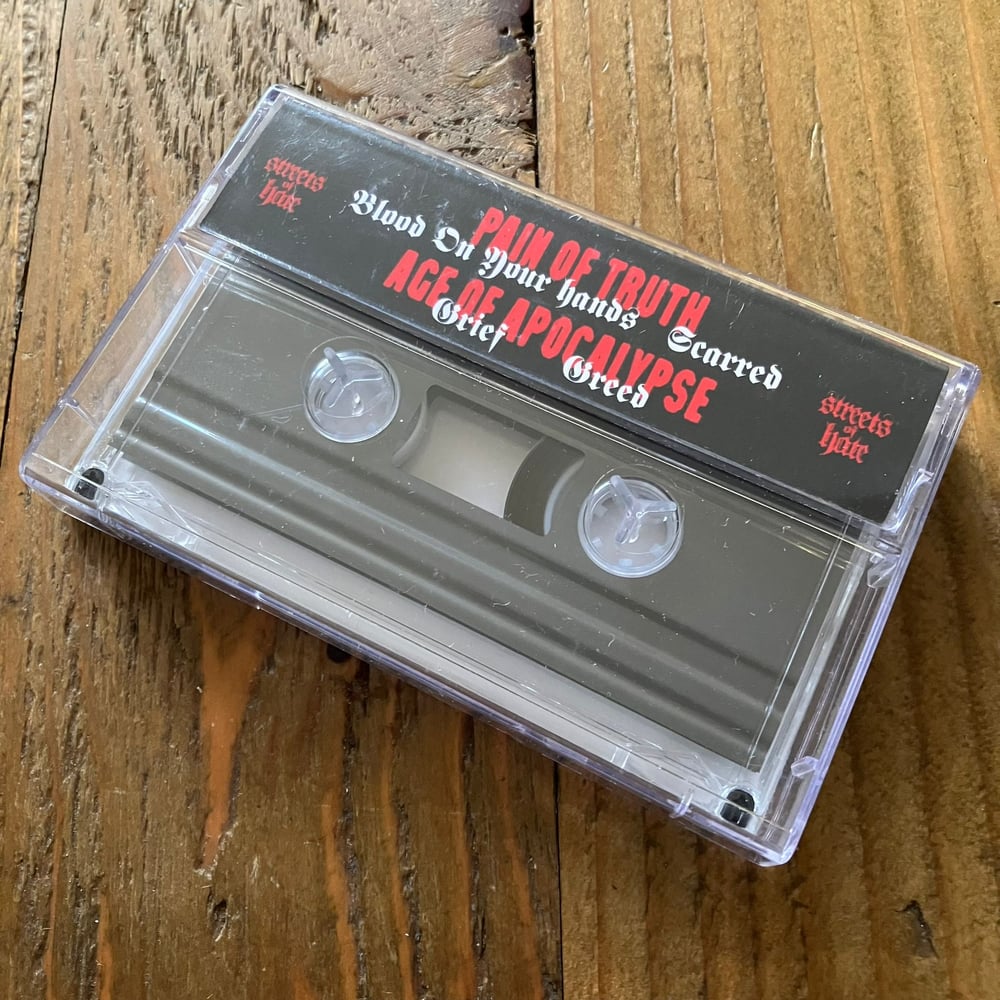 streets
of
hate
PAIN OF TRUTH
Blood On Your hands Scarred
AGE OF APOCALYPSE
Grief Greed
streets
of
hate